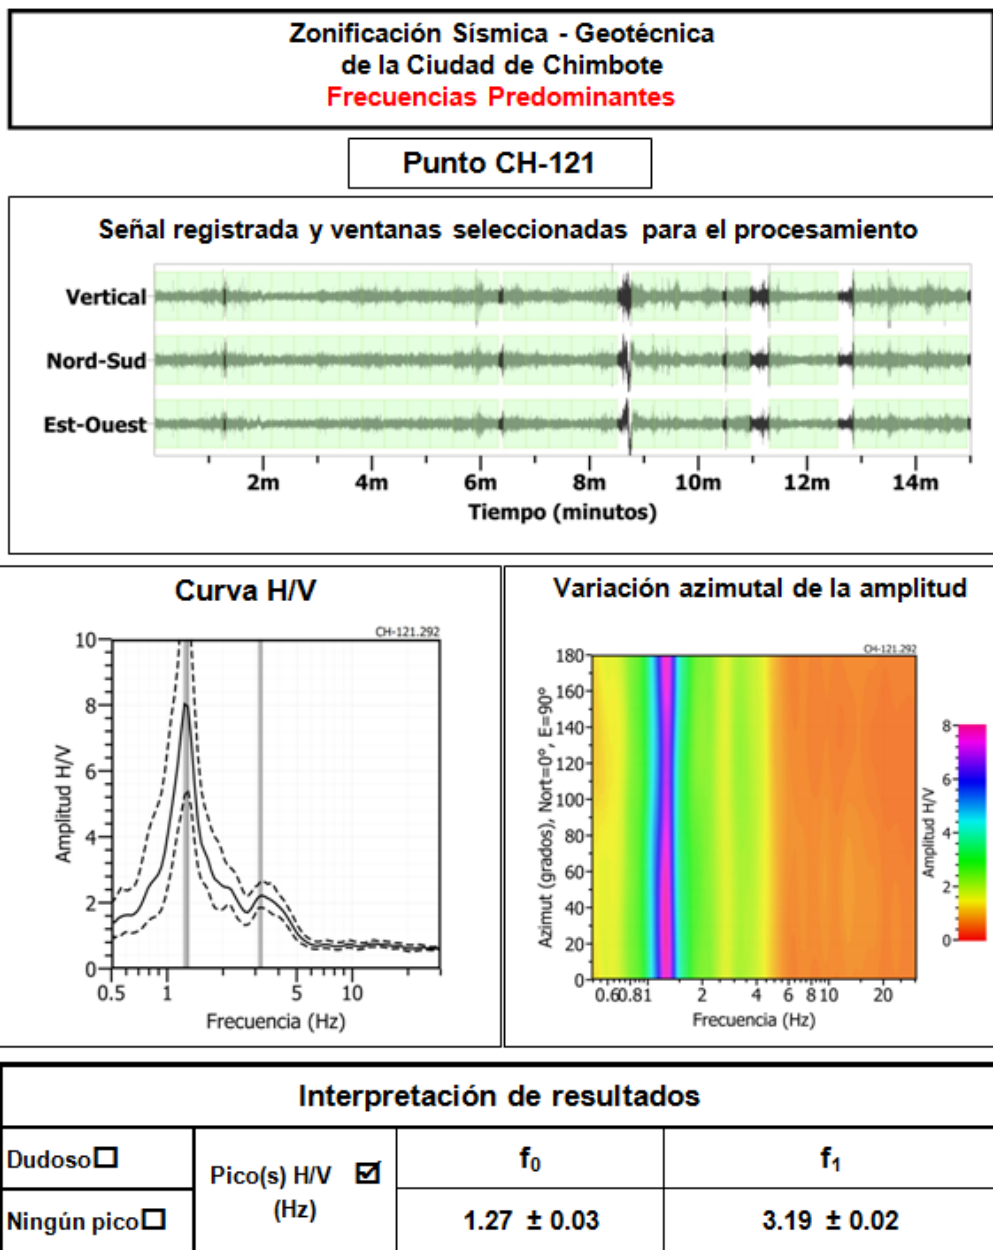 Zonificación Sísmica - Geotécnica
de la Ciudad de Chimbote
Frecuencias Predominantes
Punto CH-121
Señal registrada y ventanas seleccionadas para el procesamiento
Vertical
Nord-Sud
Est-Ouest
2m 4m 6m 8m 10m 12m 14m
Tiempo (minutos)
Curva H/V
CH-121.292
10
8
6
4
2
0
Amplitud H/V
0.5 1 5 10
Frecuencia (Hz)
Variación azimutal de la amplitud
CH-121.292
180
160
140
120
100
80
60
40
20
0
Azimut (grados), Nort=0º, E=90º
0.6 0.8 1 2 4 6 8 10 20
Frecuencia (Hz)
8
6
4
2
0
Amplitud H/V
Interpretación de resultados
Dudoso☐
Pico(s) H/V ☑
(Hz)
f₀
f₁
Ningún pico☐
1.27 ± 0.03
3.19 ± 0.02